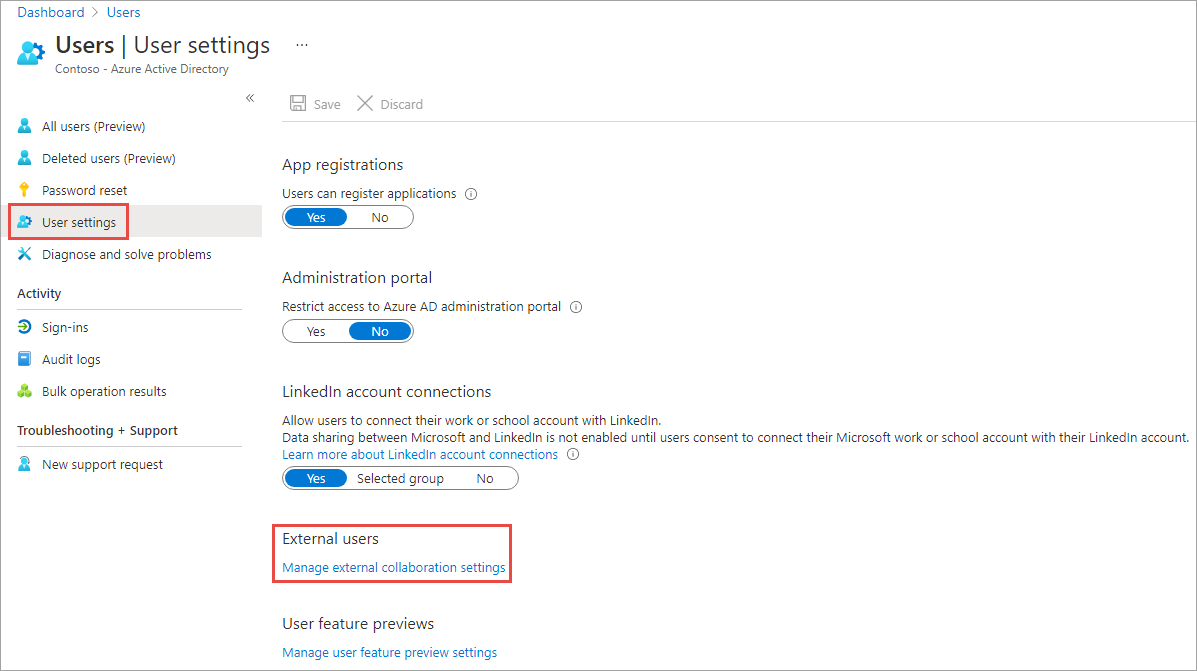 Dashboard > Users
Users | User settings ...
Contoso - Azure Active Directory
«
All users (Preview)
Deleted users (Preview)
Password reset
User settings
Diagnose and solve problems
Activity
Sign-ins
Audit logs
Bulk operation results
Troubleshooting + Support
New support request
Save Discard
App registrations
Users can register applications
Yes No
Administration portal
Restrict access to Azure AD administration portal
Yes No
LinkedIn account connections
Allow users to connect their work or school account with LinkedIn.
Data sharing between Microsoft and LinkedIn is not enabled until users consent to connect their Microsoft work or school account with their LinkedIn account.
Learn more about LinkedIn account connections
Yes Selected group No
External users
Manage external collaboration settings
User feature previews
Manage user feature preview settings